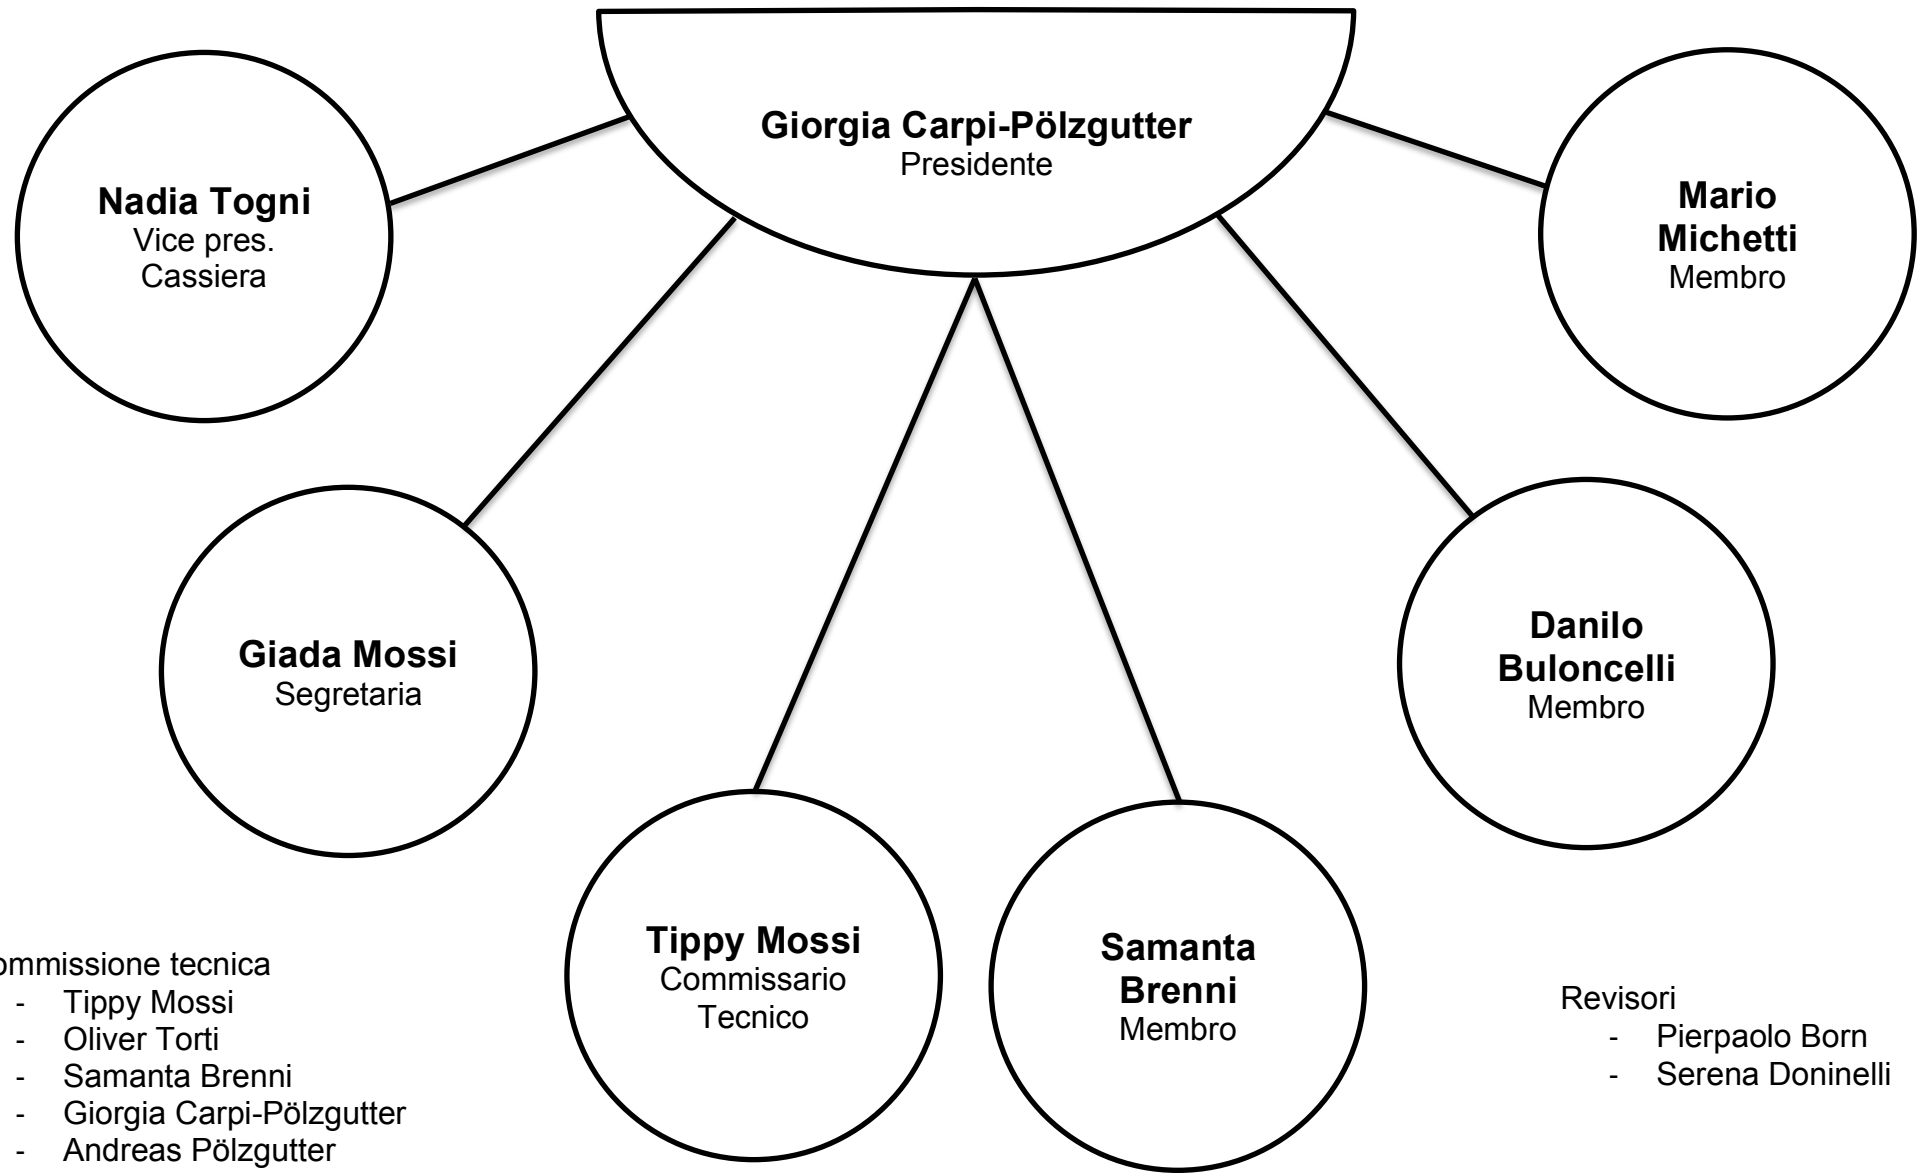 Giorgia Carpi-Pölzgutter
Presidente
Nadia Togni
Vice pres.
Cassiera
Mario
Michetti
Membro
Giada Mossi
Segretaria
Danilo
Buloncelli
Membro
Tippy Mossi
Commissario
Tecnico
Samanta
Brenni
Membro
ommissione tecnica
- Tippy Mossi
- Oliver Torti
- Samanta Brenni
- Giorgia Carpi-Pölzgutter
- Andreas Pölzgutter
Revisori
- Pierpaolo Born
- Serena Doninelli